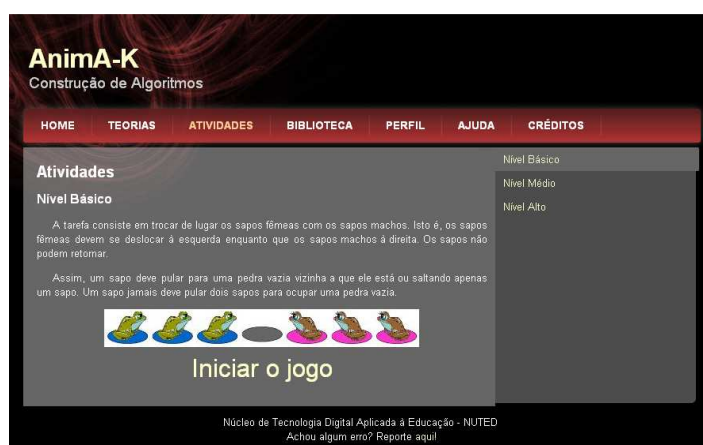 AnimA-K
Construção de Algoritmos
HOME TEORIAS ATIVIDADES BIBLIOTECA PERFIL AJUDA CRÉDITOS
Atividades
Nível Básico
A tarefa consiste em trocar de lugar os sapos fêmeas com os sapos machos. Isto é, os sapos
fêmeas devem se deslocar á esquerda enquanto que os sapos machos á direita. Os sapos não
podem retornar.
Assim, um sapo deve pular para uma pedra vazia vizinha a que ele está ou saltando apenas
um sapo. Um sapo jamais deve pular dois sapos para ocupar uma pedra vazia.
Iniciar o jogo
Nível Básico
Nível Médio
Nível Alto
Núcleo de Tecnologia Digital Aplicada à Educação - NUTED
Achou algum erro? Reporte aqui!